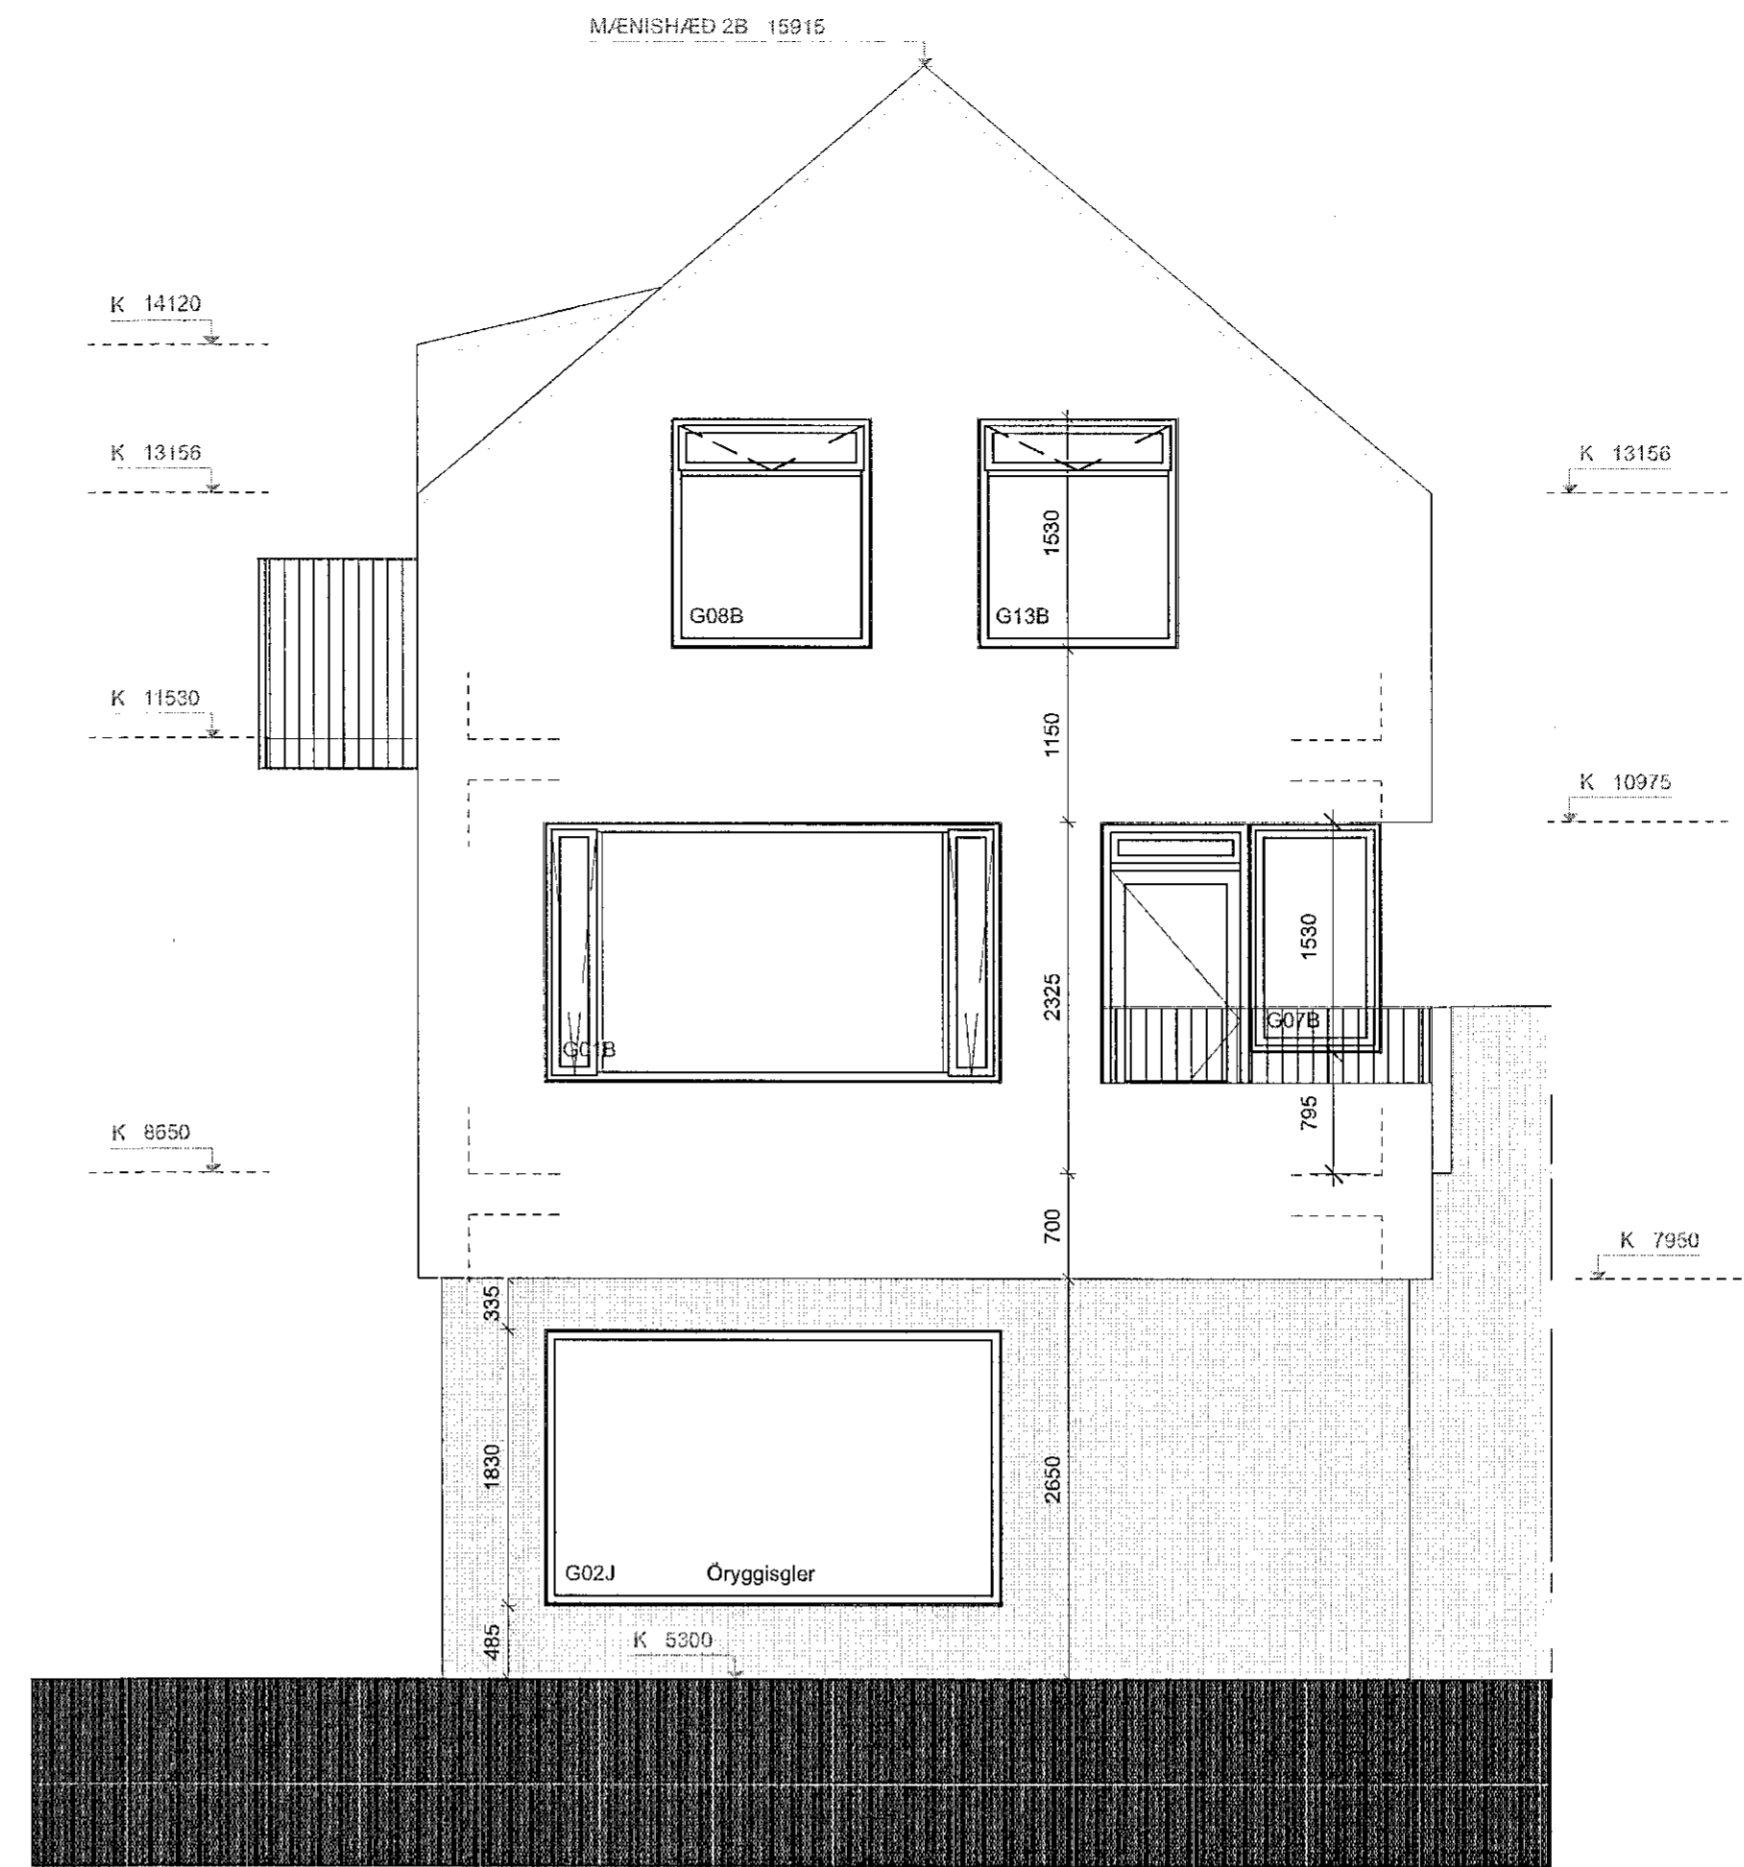 MÆNISHÆÐ 2B 15915
K 14120
K 13156
K 13156
1530
G08B
G13B
K 11530
1150
K 10975
1530
2325
G07B
G01B
795
K 8650
700
K 7950
335
1830
2650
G02J Öryggisgler
485
K 5300